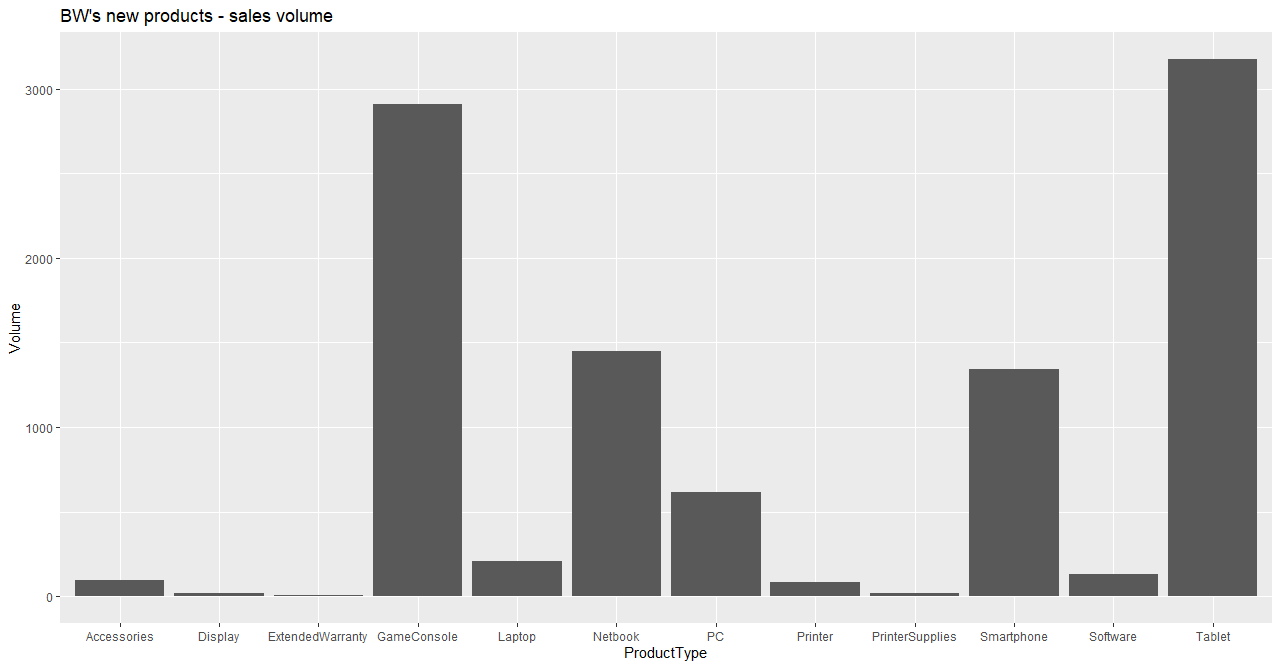 BW's new products - sales volume
Volume
3000
2000
1000
0
Accessories Display ExtendedWarranty GameConsole Laptop Netbook PC Printer PrinterSupplies Smartphone Software Tablet
ProductType